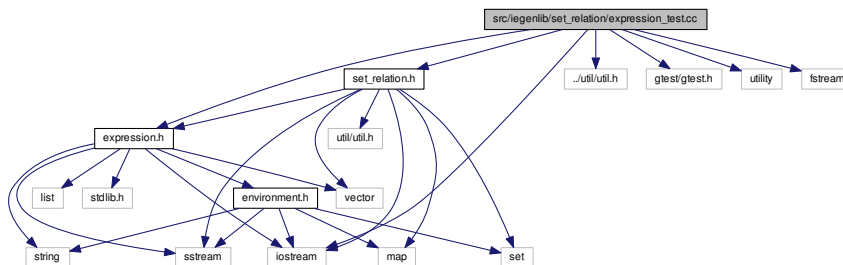 src/iegenlib/set_relation/expression_test.cc
set_relation.h
../util/util.h
gtest/gtest.h
utility
fstream
expression.h
util/util.h
list
stdlib.h
environment.h
vector
string
sstream
iostream
map
set